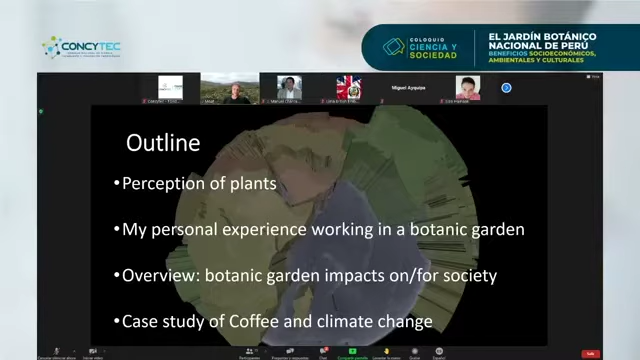 CONCYTEC
COLOQUIO
CIENCIA Y
SOCIEDAD
EL JARDÍN BOTÁNICO
NACIONAL DE PERÚ
BENEFICIOS SOCIOECONÓMICOS,
AMBIENTALES Y CULTURALES
Miguel Ayquipa
Outline
•Perception of plants
•My personal experience working in a botanic garden
•Overview: botanic garden impacts on/for society
•Case study of Coffee and climate change